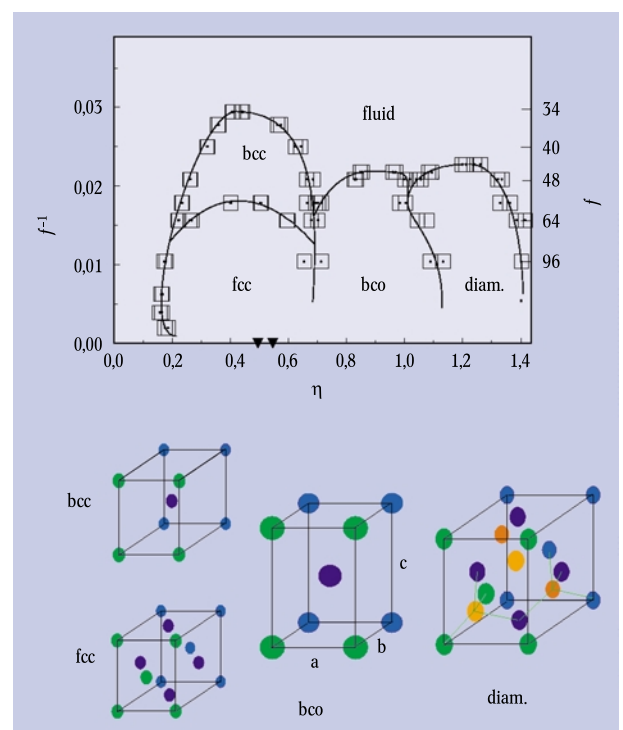 fluid
bcc
fcc
bco
diam.
0,03
0,02
0,01
0,00
f⁻¹
34
40
48
64
96
f
0,0 0,2 0,4 0,6 0,8 1,0 1,2 1,4
η
bcc
fcc
a
b
c
bco
diam.